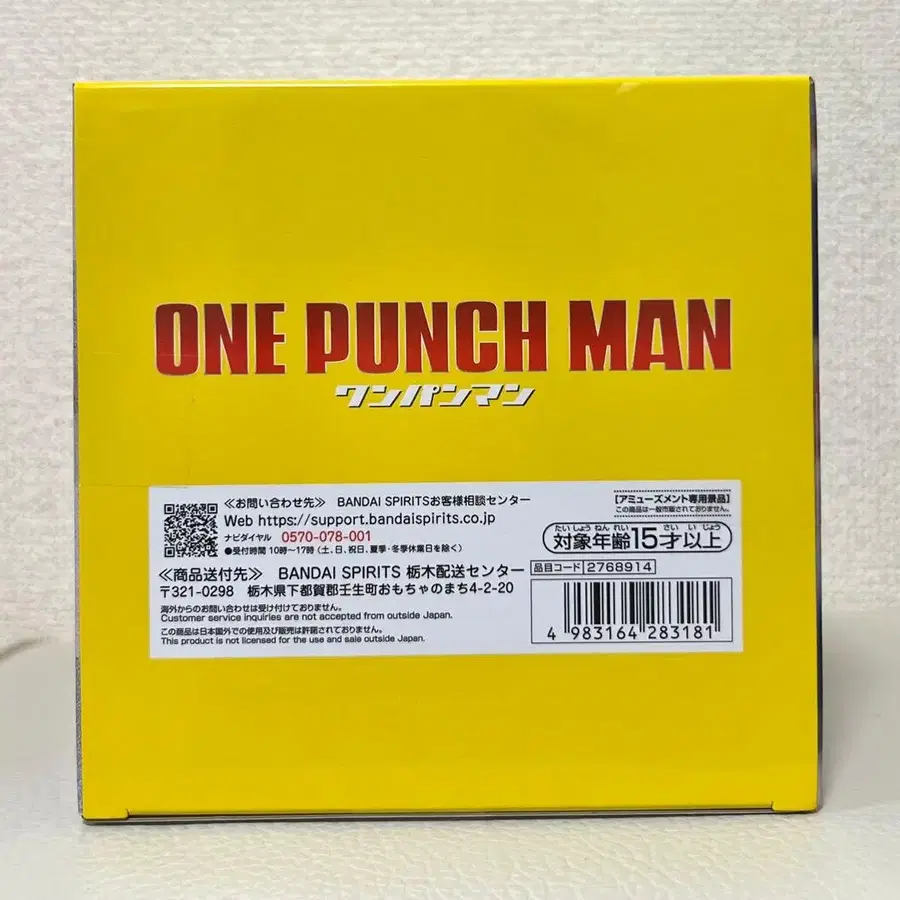 ONE PUNCH MAN
ワンパンマン
≪お問い合わせ先≫ BANDAI SPIRITSお客様相談センター
Web https://support.bandaispirits.co.jp
ナビダイヤル 0570-078-001
●受付時間 10時〜17時(土、日、祝日、夏季・冬季休業日を除く)
≪商品送付先≫ BANDAI SPIRITS 栃木配送センター
〒321-0298 栃木県下都賀郡壬生町おもちゃのまち4-2-20
海外からのお問い合わせは受け付けておりません。
Customer service inquiries are not accepted from outside Japan.
この商品は日本国外での使用及び販売は許諾されておりません。
This product is not licensed for the use and sale outside Japan.
【アミューズメント専用景品】
この商品は一般市販されておりません。
たいしょうねんれい さい いじょう
対象年齢15才以上
品目コード 2768914
4 983164 283181